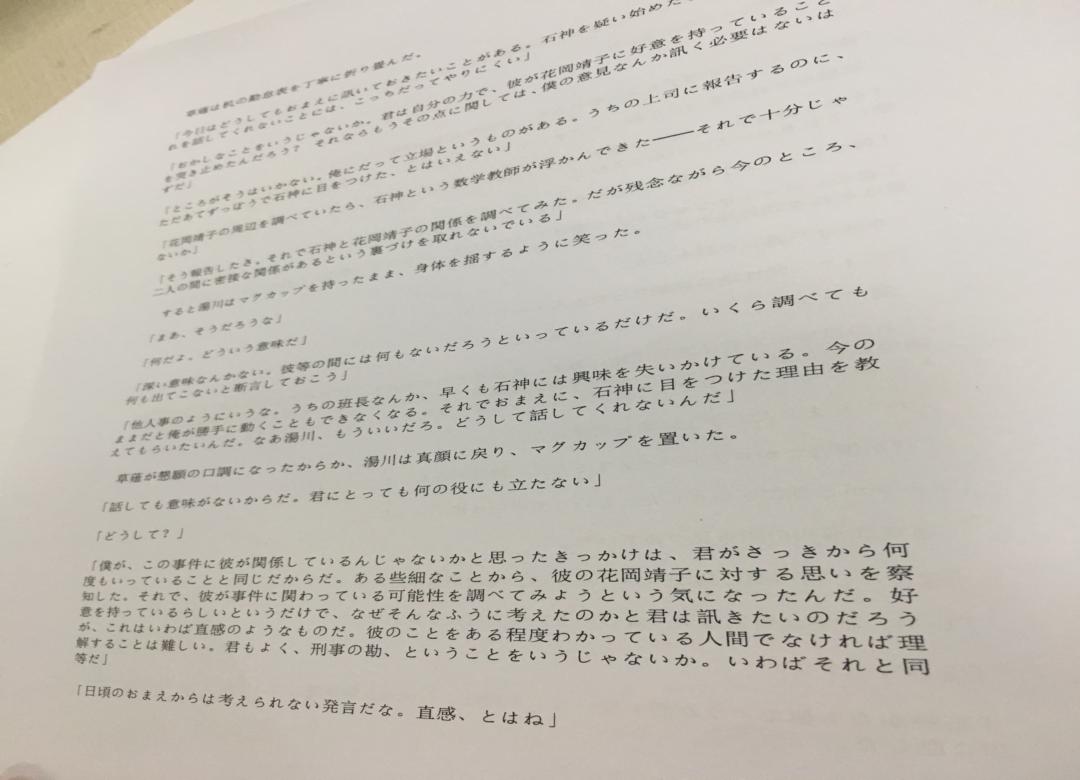 草薙は机の勤怠表を丁寧に折り畳んだ。
「今日はどうしてもおまえに訊いておきたいことがある。石神を疑い始めた
れを話してくれないことには、こっちだってやりにくい」
「おかしなことをいうじゃないか。君は自分の力で、彼が花岡靖子に好意を持っていること
を突き止めたんだろう？ それならもうその点に関しては、僕の意見なんか訊く必要はないは
ずだ」
「ところがそうはいかない。俺にだって立場というものがある。うちの上司に報告するのに、
ただあてずっぽうで石神に目をつけた、とはいえない」
「花岡靖子の周辺を調べていたら、石神という数学教師が浮かんできた――それで十分じゃ
ないか」
「そう報告したさ。それで石神と花岡靖子の関係を調べてみた。だが残念ながら今のところ、
二人の間に密接な関係があるという裏づけを取れないでいる」
すると湯川はマグカップを持ったまま、身体を揺するように笑った。
「まあ、そうだろうな」
「何だよ。どういう意味だ」
「深い意味なんかない。彼等の間には何もないだろうといっているだけだ。いくら調べても
何も出てこないと断言しておこう」
「他人事のようにいうな。うちの班長なんか、早くも石神には興味を失いかけている。今の
ままだと俺が勝手に動くこともできなくなる。それでおまえに、石神に目をつけた理由を教
えてもらいたいんだ。なあ湯川、もういいだろ。どうして話してくれないんだ」
草薙が懇願の口調になったからか、湯川は真顔に戻り、マグカップを置いた。
「話しても意味がないからだ。君にとっても何の役にも立たない」
「どうして？」
「僕が、この事件に彼が関係しているんじゃないかと思ったきっかけは、君がさっきから何
度もいっていることと同じだからだ。ある些細なことから、彼の花岡靖子に対する思いを察
知した。それで、彼が事件に関わっている可能性を調べてみようという気になったんだ。好
意を持っているらしいというだけで、なぜそんなふうに考えたのかと君は訊きたいのだろう
が、これはいわば直感のようなものだ。彼のことをある程度わかっている人間でなければ理
解することは難しい。君もよく、刑事の勘、ということをいうじゃないか。いわばそれと同
等だ」
「日頃のおまえからは考えられない発言だな。直感、とはね」